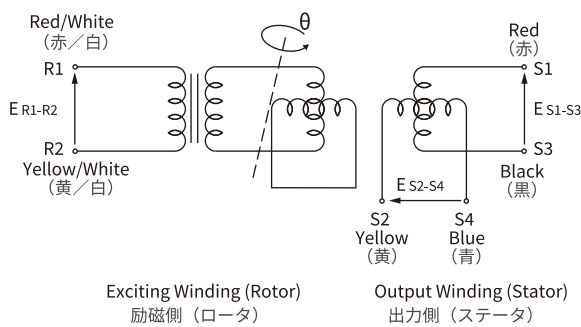 Red/White
(赤／白)
θ
Red
(赤)
R1
S1
E R1-R2
E S1-S3
R2
S3
Yellow/White
(黄／白)
Black
(黒)
E S2-S4
S2
S4
Yellow
Blue
(黄)
(青)
Exciting Winding (Rotor)
Output Winding (Stator)
励磁側（ロータ）
出力側（ステータ）